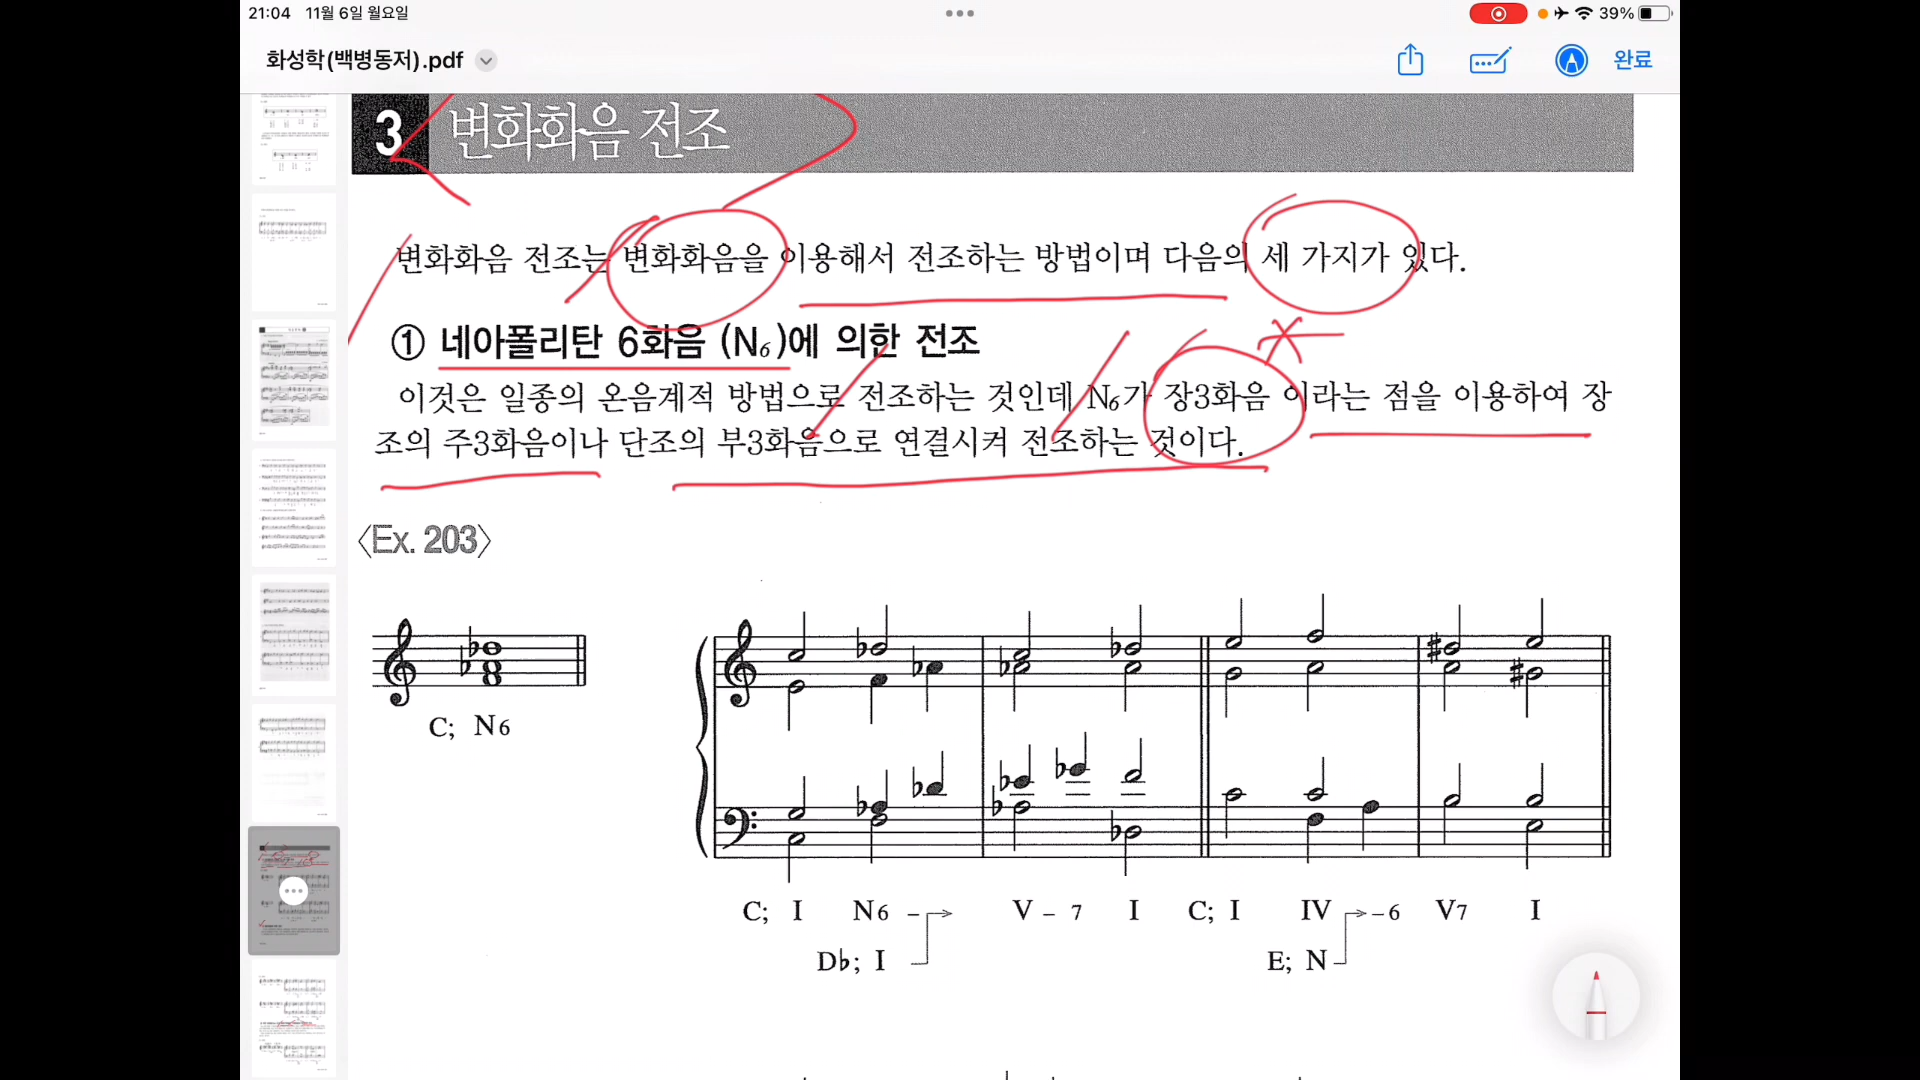 21:04 11월 6일 월요일
39%
화성학(백병동저).pdf
완료
3 변화화음 전조
변화화음 전조는 변화화음을 이용해서 전조하는 방법이며 다음의 세 가지가 있다.
① 네아폴리탄 6화음 (N₆)에 의한 전조
이것은 일종의 온음계적 방법으로 전조하는 것인데 N₆가 장3화음 이라는 점을 이용하여 장
조의 주3화음이나 단조의 부3화음으로 연결시켜 전조하는 것이다.
〈Ex. 203〉
C; N6
C; I N6 – V – 7 I C; I IV – 6 V7 I
D♭; I E; N